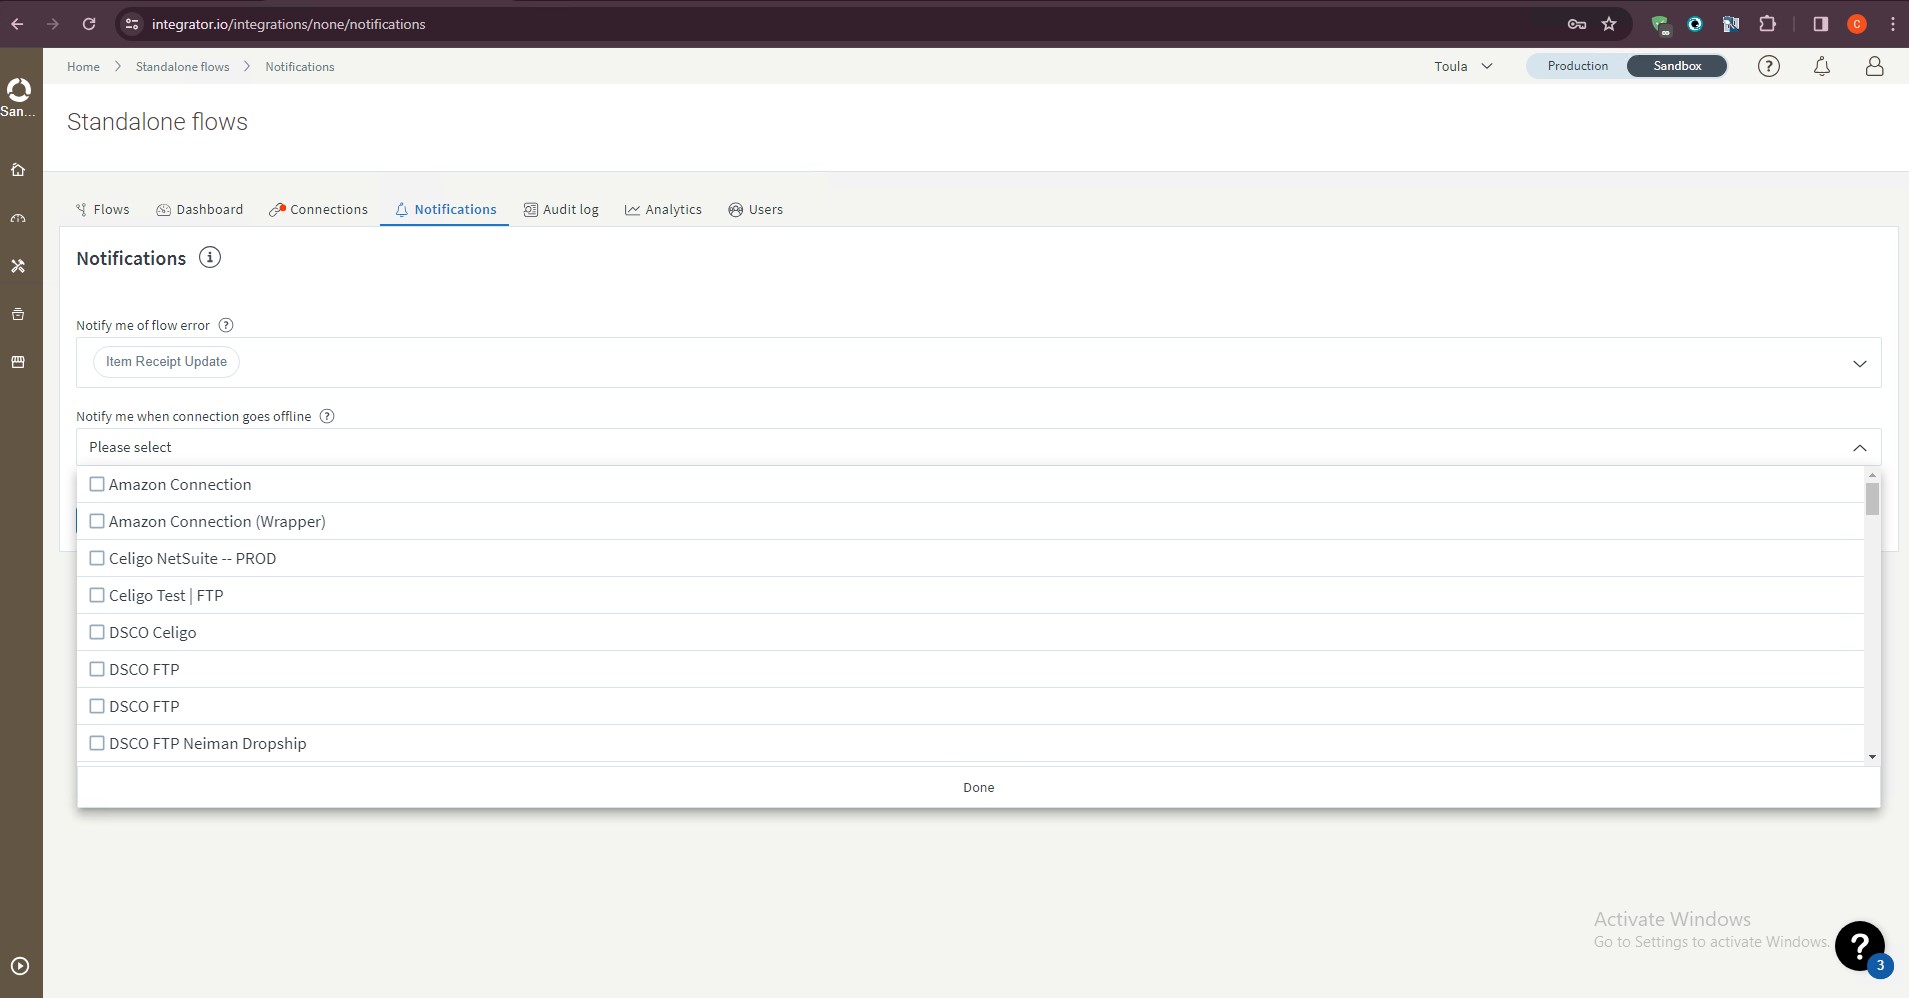 integrator.io/integrations/none/notifications
C
San...
Home > Standalone flows > Notifications
Toula
Production
Sandbox
Standalone flows
Flows
Dashboard
Connections
Notifications
Audit log
Analytics
Users
Notifications
Notify me of flow error
Item Receipt Update
Notify me when connection goes offline
Please select
Amazon Connection
Amazon Connection (Wrapper)
Celigo NetSuite -- PROD
Celigo Test | FTP
DSCO Celigo
DSCO FTP
DSCO FTP
DSCO FTP Neiman Dropship
Done
Activate Windows
Go to Settings to activate Windows.
?
3